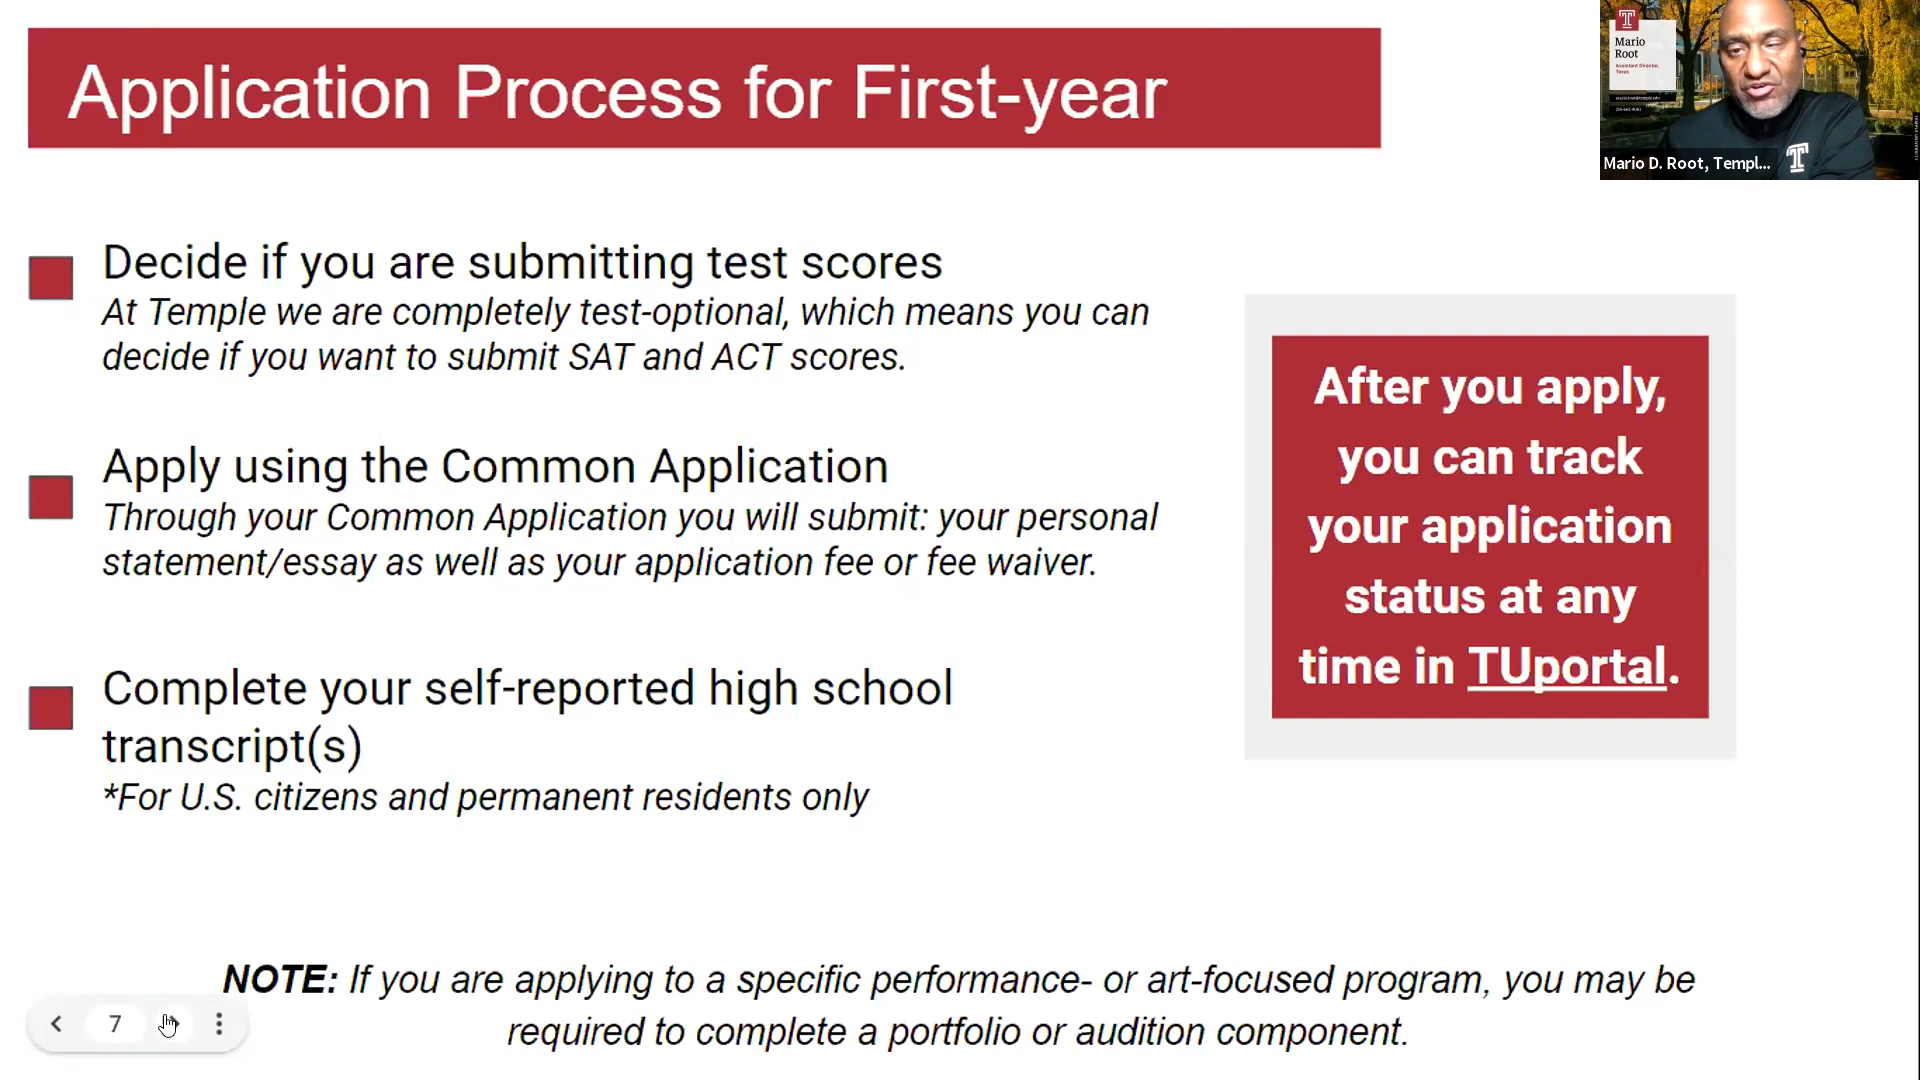 Application Process for First-year
Mario
Root
Assistant Director,
Texas
Mario D. Root, Templ...
Decide if you are submitting test scores
At Temple we are completely test-optional, which means you can
decide if you want to submit SAT and ACT scores.
Apply using the Common Application
Through your Common Application you will submit: your personal
statement/essay as well as your application fee or fee waiver.
Complete your self-reported high school
transcript(s)
*For U.S. citizens and permanent residents only
After you apply,
you can track
your application
status at any
time in TUportal.
NOTE: If you are applying to a specific performance- or art-focused program, you may be
required to complete a portfolio or audition component.
7